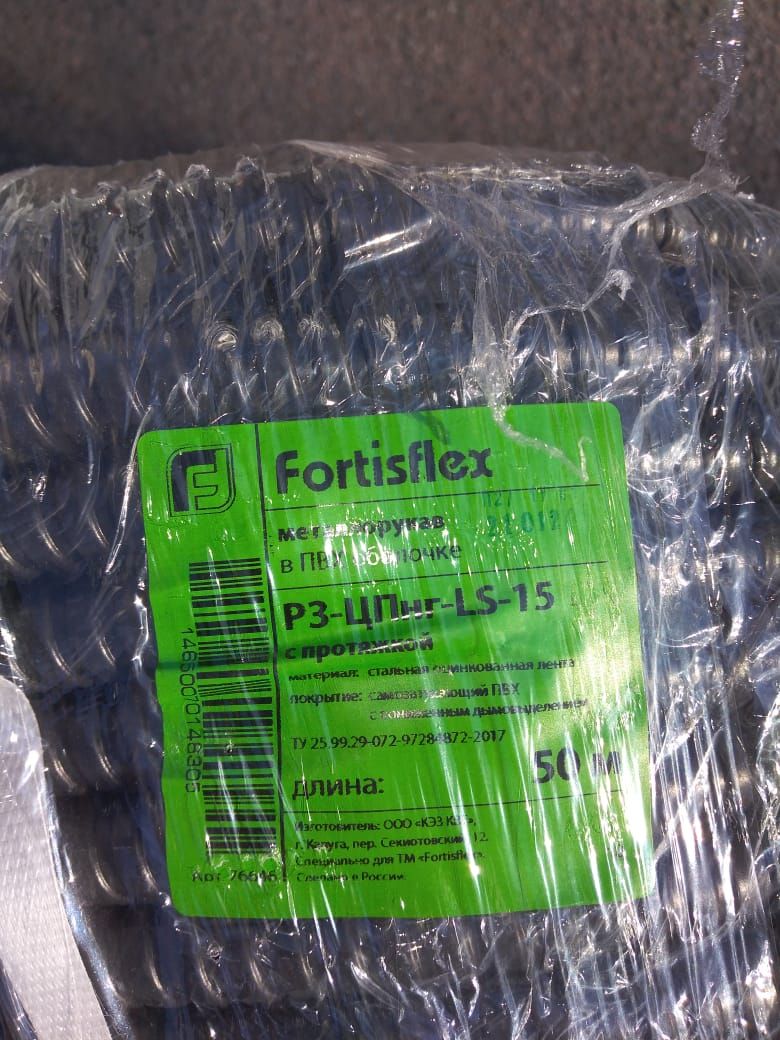 Fortisflex
металлорукав
в ПВХ оболочке
РЗ-ЦПнг-LS-15
с протяжкой
материал: стальная оцинкованная лента
покрытие: самозатухающий ПВХ
с пониженным дымовыделением
ТУ 25.99.29-072-97284872-2017
длина: 50 м
Изготовитель: ООО «КЭЗ
г. Калуга, пер. Секиотовский, 12.
Специально для ТМ «Fortisflex».
Сделано в России.
Арт. 76646